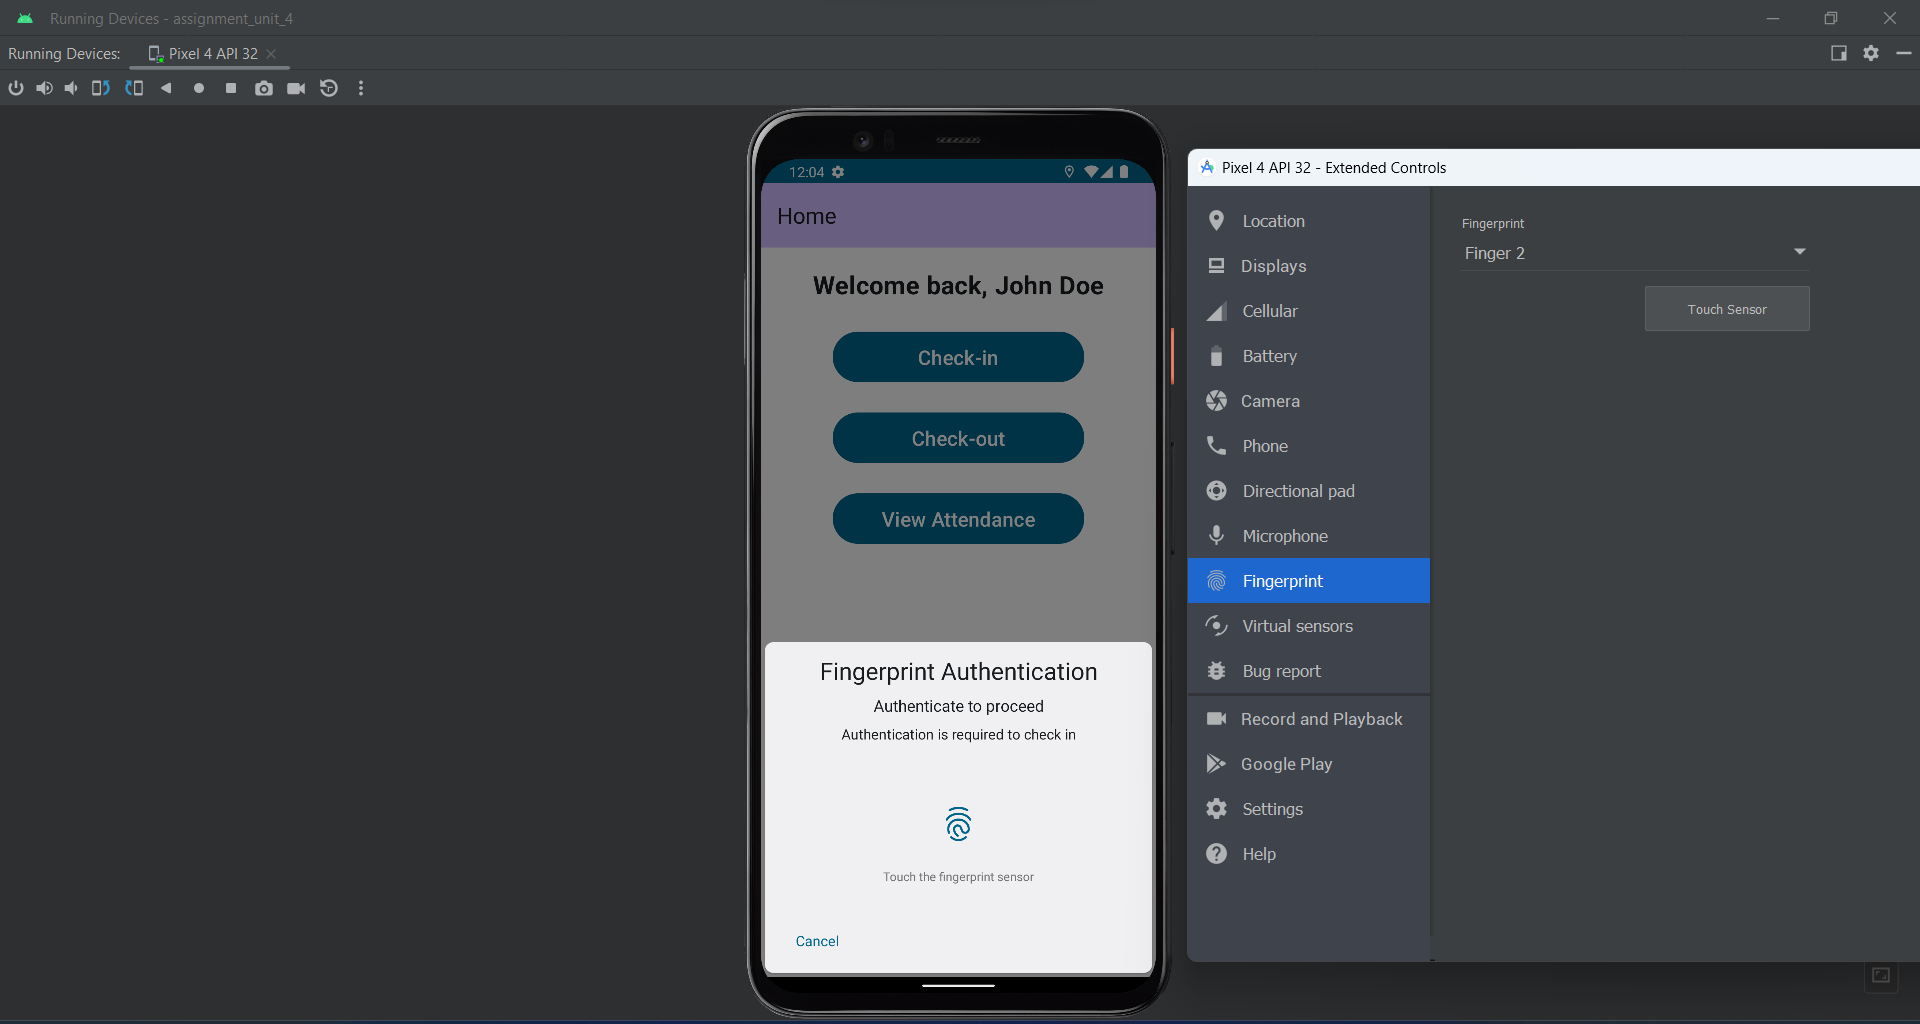 Running Devices - assignment_unit_4
Running Devices:
Pixel 4 API 32
12:04
Home
Welcome back, John Doe
Check-in
Check-out
View Attendance
Fingerprint Authentication
Authenticate to proceed
Authentication is required to check in
Touch the fingerprint sensor
Cancel
Pixel 4 API 32 - Extended Controls
Location
Displays
Cellular
Battery
Camera
Phone
Directional pad
Microphone
Fingerprint
Virtual sensors
Bug report
Record and Playback
Google Play
Settings
Help
Fingerprint
Finger 2
Touch Sensor